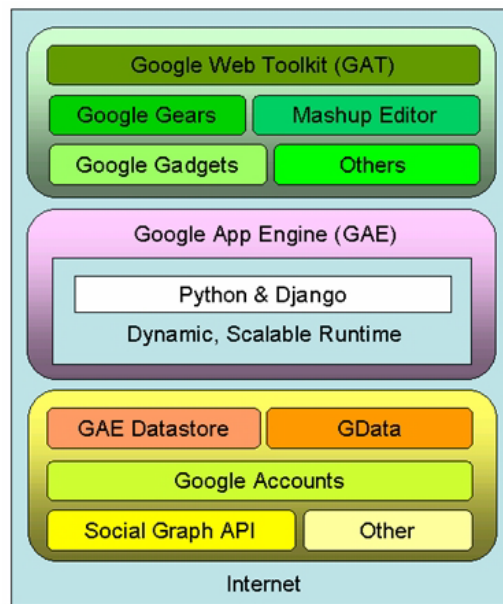 Google Web Toolkit (GAT)
Google Gears
Mashup Editor
Google Gadgets
Others
Google App Engine (GAE)
Python & Django
Dynamic, Scalable Runtime
GAE Datastore
GData
Google Accounts
Social Graph API
Other
Internet